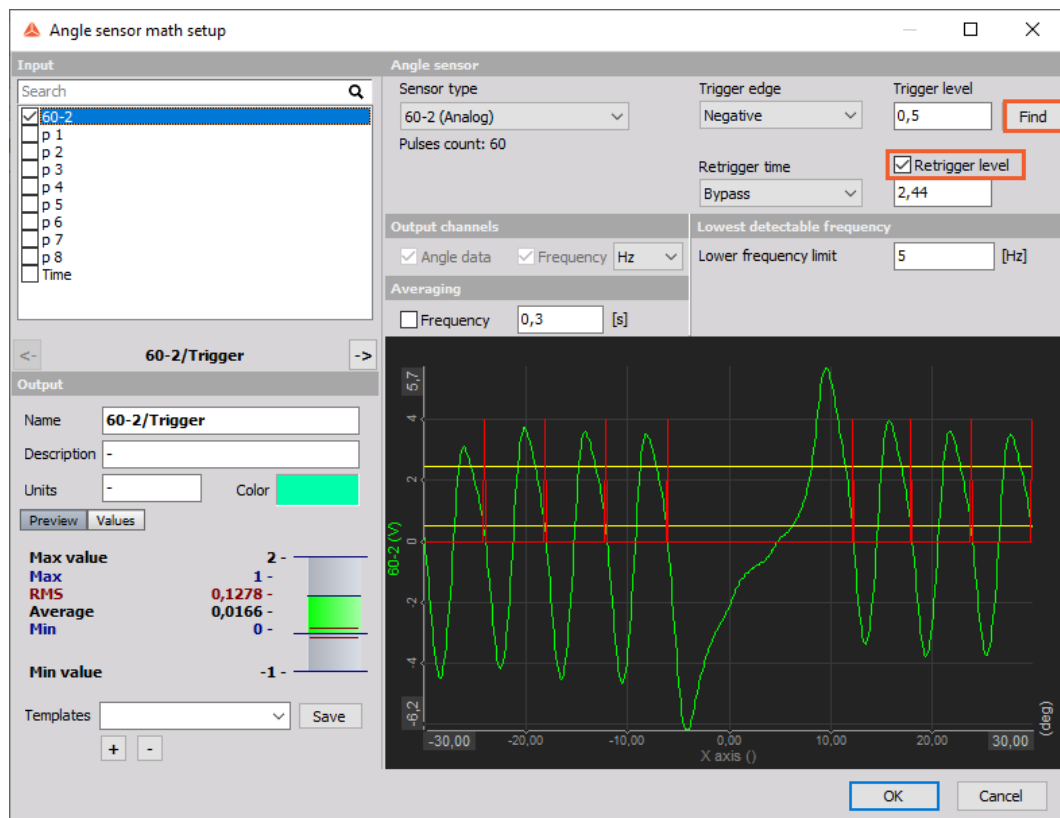 Angle sensor math setup
Input
Search
60-2
p 1
p 2
p 3
p 4
p 5
p 6
p 7
p 8
Time
<- 60-2/Trigger ->
Output
Name 60-2/Trigger
Description -
Units - Color
Preview Values
Max value 2 -
Max 1 -
RMS 0,1278 -
Average 0,0166 -
Min 0 -
Min value -1 -
Templates Save
+ -
Angle sensor
Sensor type Trigger edge Trigger level
60-2 (Analog) Negative 0,5 Find
Pulses count: 60
Retrigger time Retrigger level
Bypass 2,44
Output channels Lowest detectable frequency
Angle data Frequency Hz Lower frequency limit 5 [Hz]
Averaging
Frequency 0,3 [s]
5,7
4
2
0
-2
-4
-6,2
60-2 (V)
-30,00 -20,00 -10,00 0,00 10,00 20,00 30,00
(deg)
X axis ()
OK Cancel